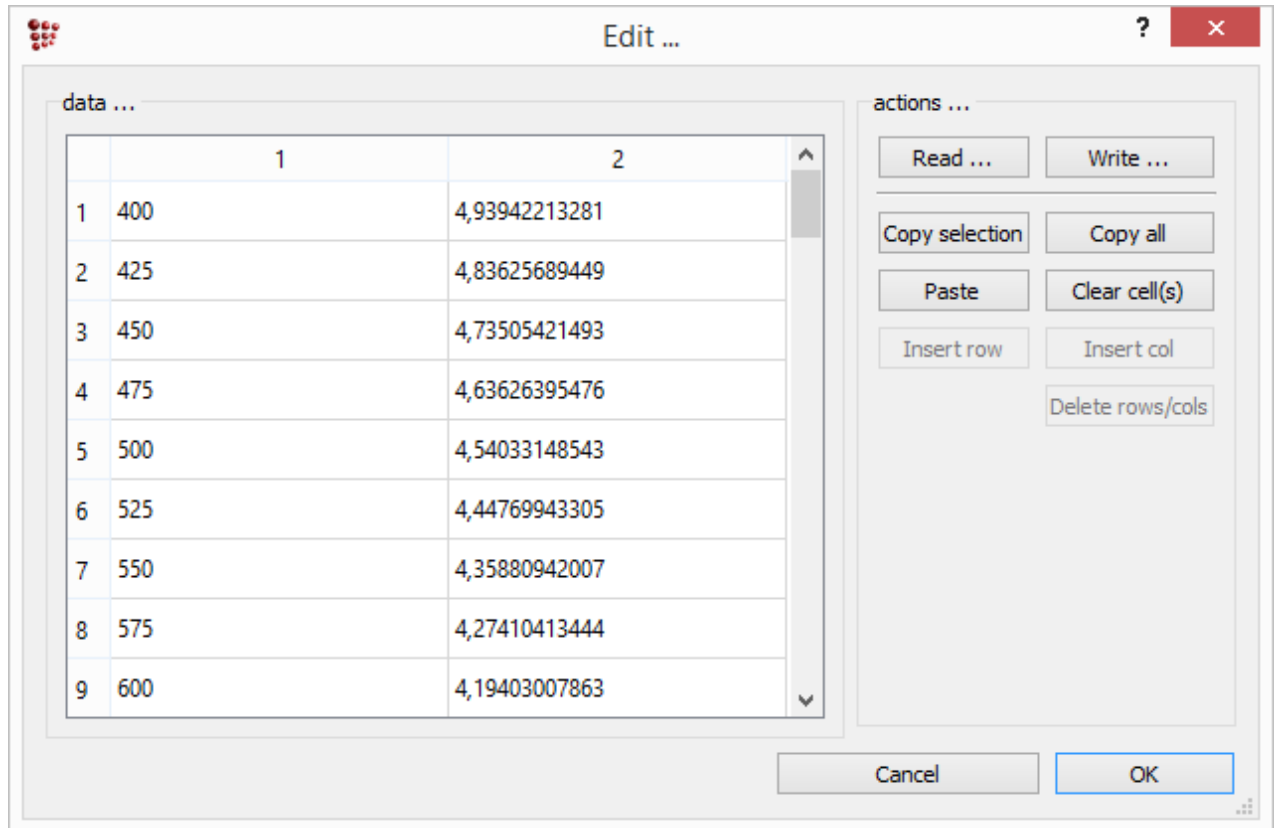 Edit ...
?
data ...
actions ...
1 2
Read ... Write ...
1 400 4,93942213281
Copy selection Copy all
2 425 4,83625689449
Paste Clear cell(s)
3 450 4,73505421493
Insert row Insert col
4 475 4,63626395476
Delete rows/cols
5 500 4,54033148543
6 525 4,44769943305
7 550 4,35880942007
8 575 4,27410413444
9 600 4,19403007863
Cancel OK